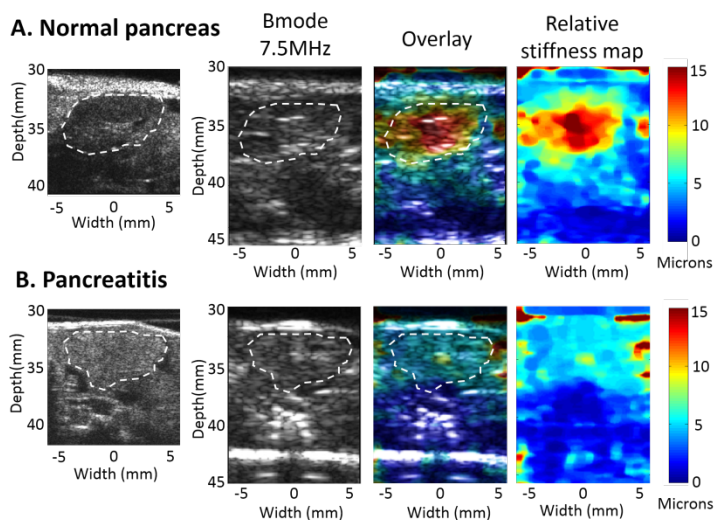 A. Normal pancreas
Bmode
7.5MHz
Overlay
Relative
stiffness map
30
35
40
Depth(mm)
-5 0 5
Width (mm)
30
35
40
45
Depth(mm)
-5 0 5
Width (mm)
-5 0 5
Width (mm)
-5 0 5
Width (mm)
15
10
5
0
Microns
B. Pancreatitis
30
35
40
Depth(mm)
-5 0 5
Width (mm)
30
35
40
45
Depth(mm)
-5 0 5
Width (mm)
-5 0 5
Width (mm)
-5 0 5
Width (mm)
15
10
5
0
Microns